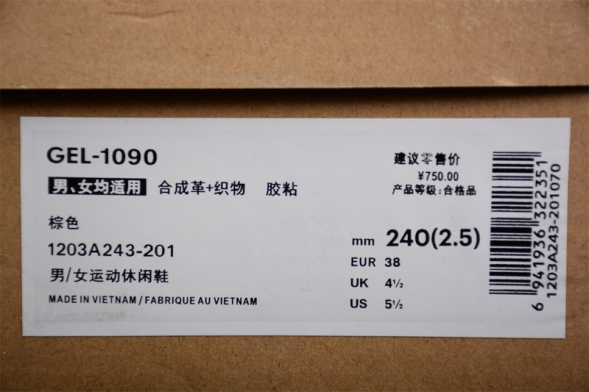 GEL-1090
男、女均适用 合成革+织物 胶粘
棕色
1203A243-201
男/女运动休闲鞋
MADE IN VIETNAM / FABRIQUE AU VIETNAM
建议零售价
¥750.00
产品等级:合格品
mm 240(2.5)
EUR 38
UK 4½
US 5½
6 941936 322351
1203A243-201070